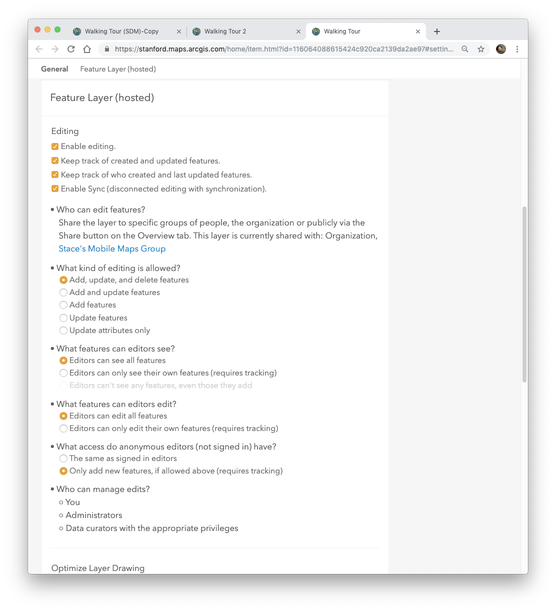 Walking Tour (SDM)-Copy
Walking Tour 2
Walking Tour
https://stanford.maps.arcgis.com/home/item.html?id=116064088615424c920ca2139da2ae97#settin...
General Feature Layer (hosted)
Feature Layer (hosted)
Editing
Enable editing.
Keep track of created and updated features.
Keep track of who created and last updated features.
Enable Sync (disconnected editing with synchronization).
• Who can edit features?
Share the layer to specific groups of people, the organization or publicly via the
Share button on the Overview tab. This layer is currently shared with: Organization,
Stace's Mobile Maps Group
• What kind of editing is allowed?
Add, update, and delete features
Add and update features
Add features
Update features
Update attributes only
• What features can editors see?
Editors can see all features
Editors can only see their own features (requires tracking)
Editors can't see any features, even those they add
• What features can editors edit?
Editors can edit all features
Editors can only edit their own features (requires tracking)
• What access do anonymous editors (not signed in) have?
The same as signed in editors
Only add new features, if allowed above (requires tracking)
• Who can manage edits?
You
Administrators
Data curators with the appropriate privileges
Optimize Layer Drawing